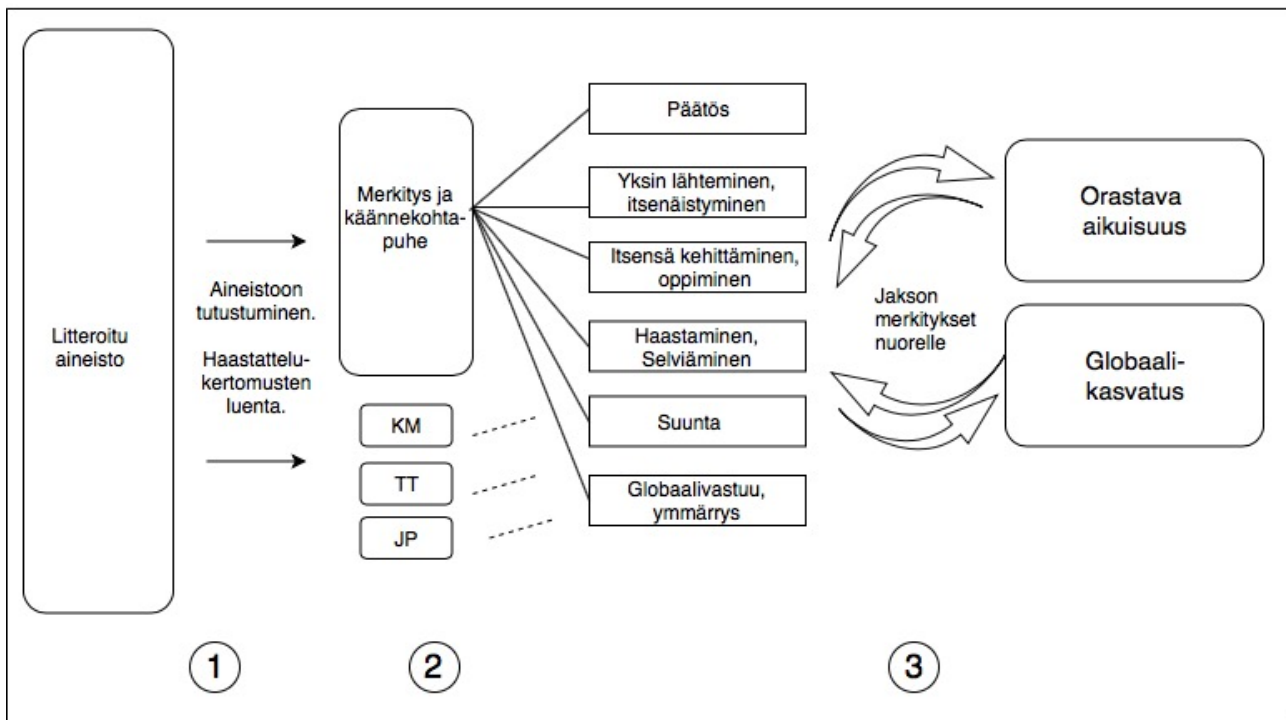 Litteroitu
aineisto
Aineistoon
tutustuminen.
Haastattelu-
kertomusten
luenta.
Merkitys ja
käännekohta-
puhe
KM
TT
JP
Päätös
Yksin lähteminen,
itsenäistyminen
Itsensä kehittäminen,
oppiminen
Haastaminen,
Selviäminen
Suunta
Globaalivastuu,
ymmärrys
Jakson
merkitykset
nuorelle
Orastava
aikuisuus
Globaali-
kasvatus
1
2
3